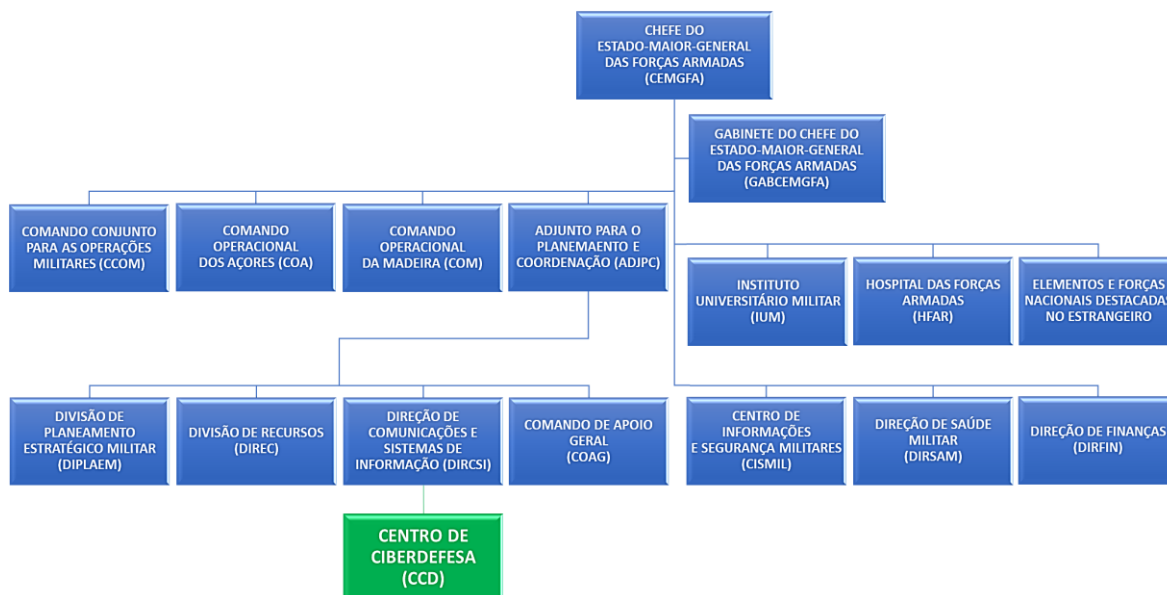 CHEFE DO
ESTADO-MAIOR-GENERAL
DAS FORÇAS ARMADAS
(CEMGFA)
GABINETE DO CHEFE DO
ESTADO-MAIOR-GENERAL
DAS FORÇAS ARMADAS
(GABCEMGFA)
COMANDO CONJUNTO
PARA AS OPERAÇÕES
MILITARES (CCOM)
COMANDO
OPERACIONAL
DOS AÇORES (COA)
COMANDO
OPERACIONAL
DA MADEIRA (COM)
ADJUNTO PARA O
PLANEMAENTO E
COORDENAÇÃO (ADJPC)
INSTITUTO
UNIVERSITÁRIO MILITAR
(IUM)
HOSPITAL DAS FORÇAS
ARMADAS
(HFAR)
ELEMENTOS E FORÇAS
NACIONAIS DESTACADAS
NO ESTRANGEIRO
DIVISÃO DE
PLANEAMENTO
ESTRATÉGICO MILITAR
(DIPLAEM)
DIVISÃO DE RECURSOS
(DIREC)
DIREÇÃO DE
COMUNICAÇÕES E
SISTEMAS DE
INFORMAÇÃO (DIRCSI)
COMANDO DE APOIO
GERAL
(COAG)
CENTRO DE
INFORMAÇÕES
E SEGURANÇA MILITARES
(CISMIL)
DIREÇÃO DE SAÚDE
MILITAR
(DIRSAM)
DIREÇÃO DE FINANÇAS
(DIRFIN)
CENTRO DE
CIBERDEFESA
(CCD)